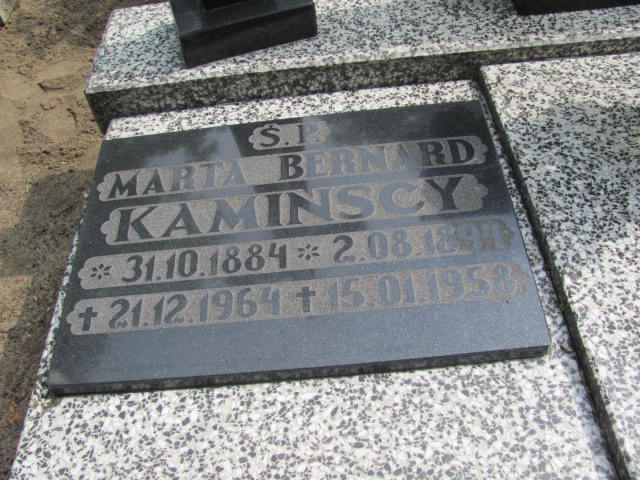 Ś.P.
MARTA BERNARD
KAMIŃSCY
* 31.10.1884 * 2.08.1890
✝ 21.12.1964 ✝ 15.01.1958